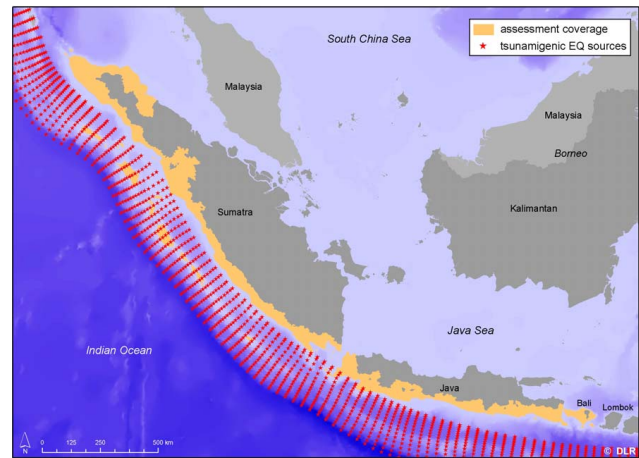 South China Sea
assessment coverage
tsunamigenic EQ sources
Malaysia
Malaysia
Borneo
Sumatra
Kalimantan
Java Sea
Indian Ocean
Java
Bali
Lombok
N
0 125 250 500 km
© DLR